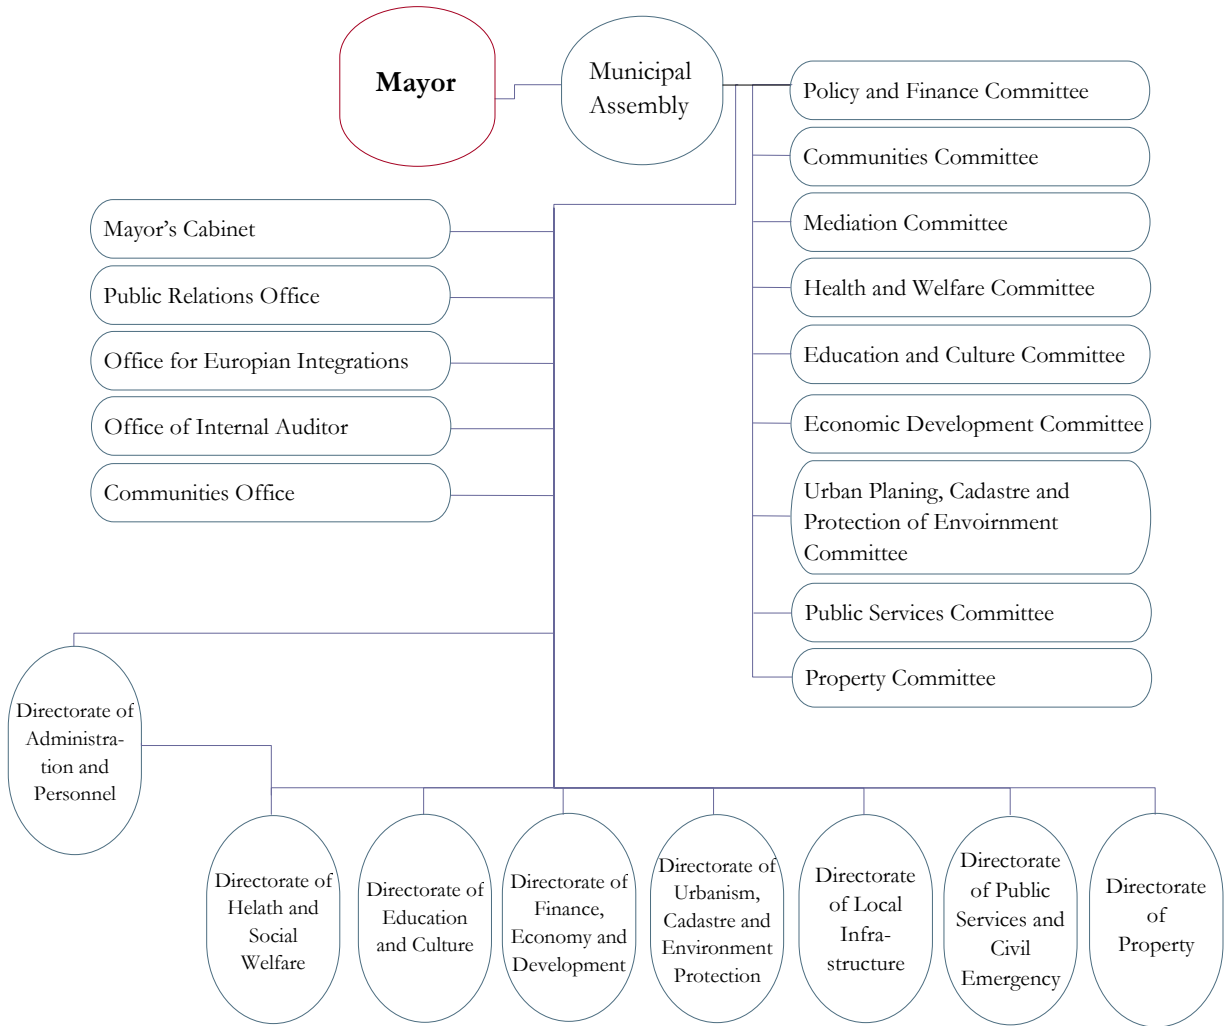 Mayor
Municipal
Assembly
Policy and Finance Committee
Communities Committee
Mediation Committee
Health and Welfare Committee
Education and Culture Committee
Economic Development Committee
Urban Planing, Cadastre and
Protection of Envoirnment
Committee
Public Services Committee
Property Committee
Mayor’s Cabinet
Public Relations Office
Office for Europian Integrations
Office of Internal Auditor
Communities Office
Directorate of
Administra-
tion and
Personnel
Directorate of
Helath and
Social
Welfare
Directorate of
Education
and Culture
Directorate of
Finance,
Economy and
Development
Directorate of
Urbanism,
Cadastre and
Environment
Protection
Directorate
of Local
Infra-
structure
Directorate
of Public
Services and
Civil
Emergency
Directorate
of
Property